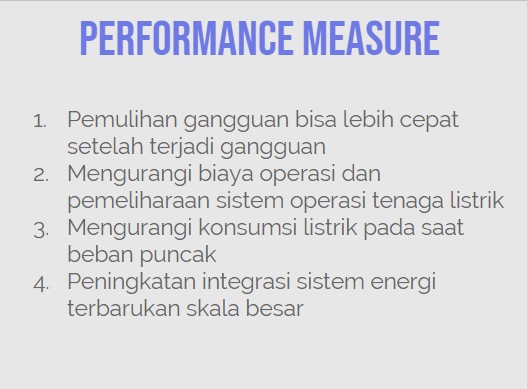 PERFORMANCE MEASURE
1. Pemulihan gangguan bisa lebih cepat
setelah terjadi gangguan
2. Mengurangi biaya operasi dan
pemeliharaan sistem operasi tenaga listrik
3. Mengurangi konsumsi listrik pada saat
beban puncak
4. Peningkatan integrasi sistem energi
terbarukan skala besar